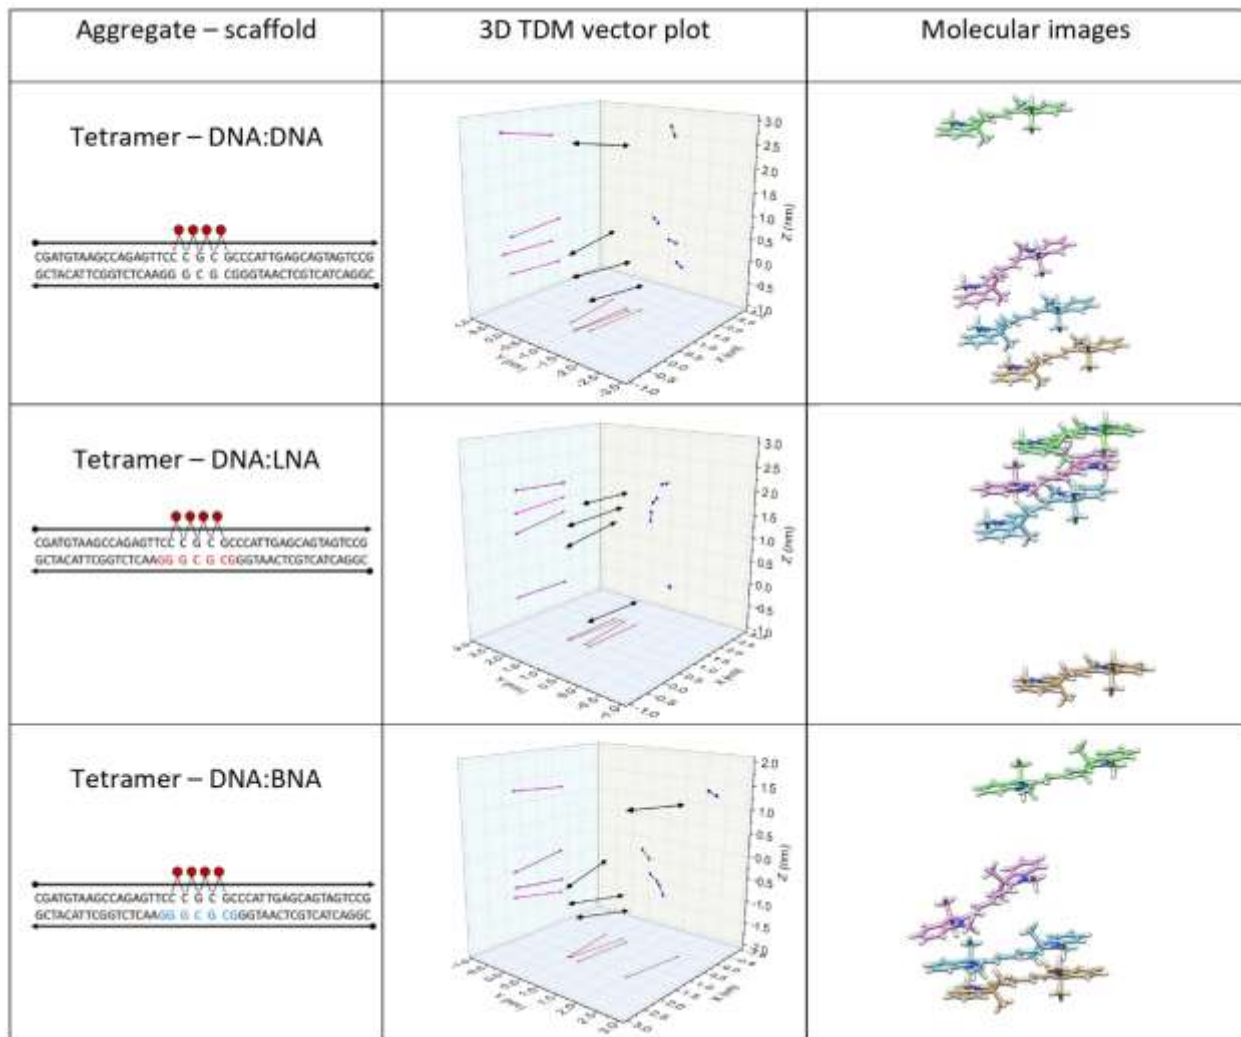 Aggregate – scaffold
3D TDM vector plot
Molecular images
Tetramer – DNA:DNA
CGATGTAAGCCAGAGTTCC C G C GCCCATTGAGCAGTAGTCCG
GCTACATTCGGTCTCAAGG G C G CGGGTAACTCGTCATCAGGC
3.0
2.5
2.0
1.5
1.0
0.5
0.0
-0.5
-1.0
Z (nm)
Tetramer – DNA:LNA
CGATGTAAGCCAGAGTTCC C G C GCCCATTGAGCAGTAGTCCG
GCTACATTCGGTCTCAAGG G C G CGGGTAACTCGTCATCAGGC
3.0
2.5
2.0
1.5
1.0
0.5
0.0
-0.5
-1.0
Z (nm)
Tetramer – DNA:BNA
CGATGTAAGCCAGAGTTCC C G C GCCCATTGAGCAGTAGTCCG
GCTACATTCGGTCTCAAGG G C G CGGGTAACTCGTCATCAGGC
2.0
1.5
1.0
0.5
0.0
-0.5
-1.0
-1.5
-2.0
Z (nm)